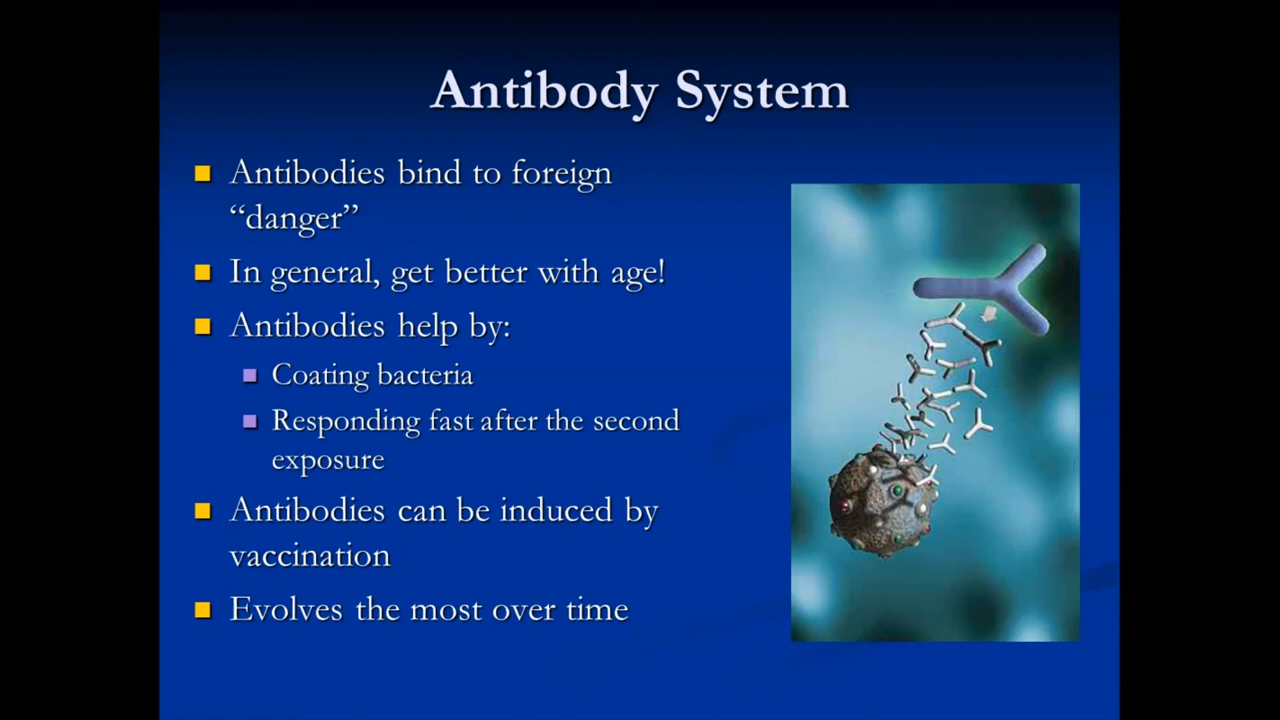 Antibody System
Antibodies bind to foreign
“danger”
In general, get better with age!
Antibodies help by:
Coating bacteria
Responding fast after the second
exposure
Antibodies can be induced by
vaccination
Evolves the most over time